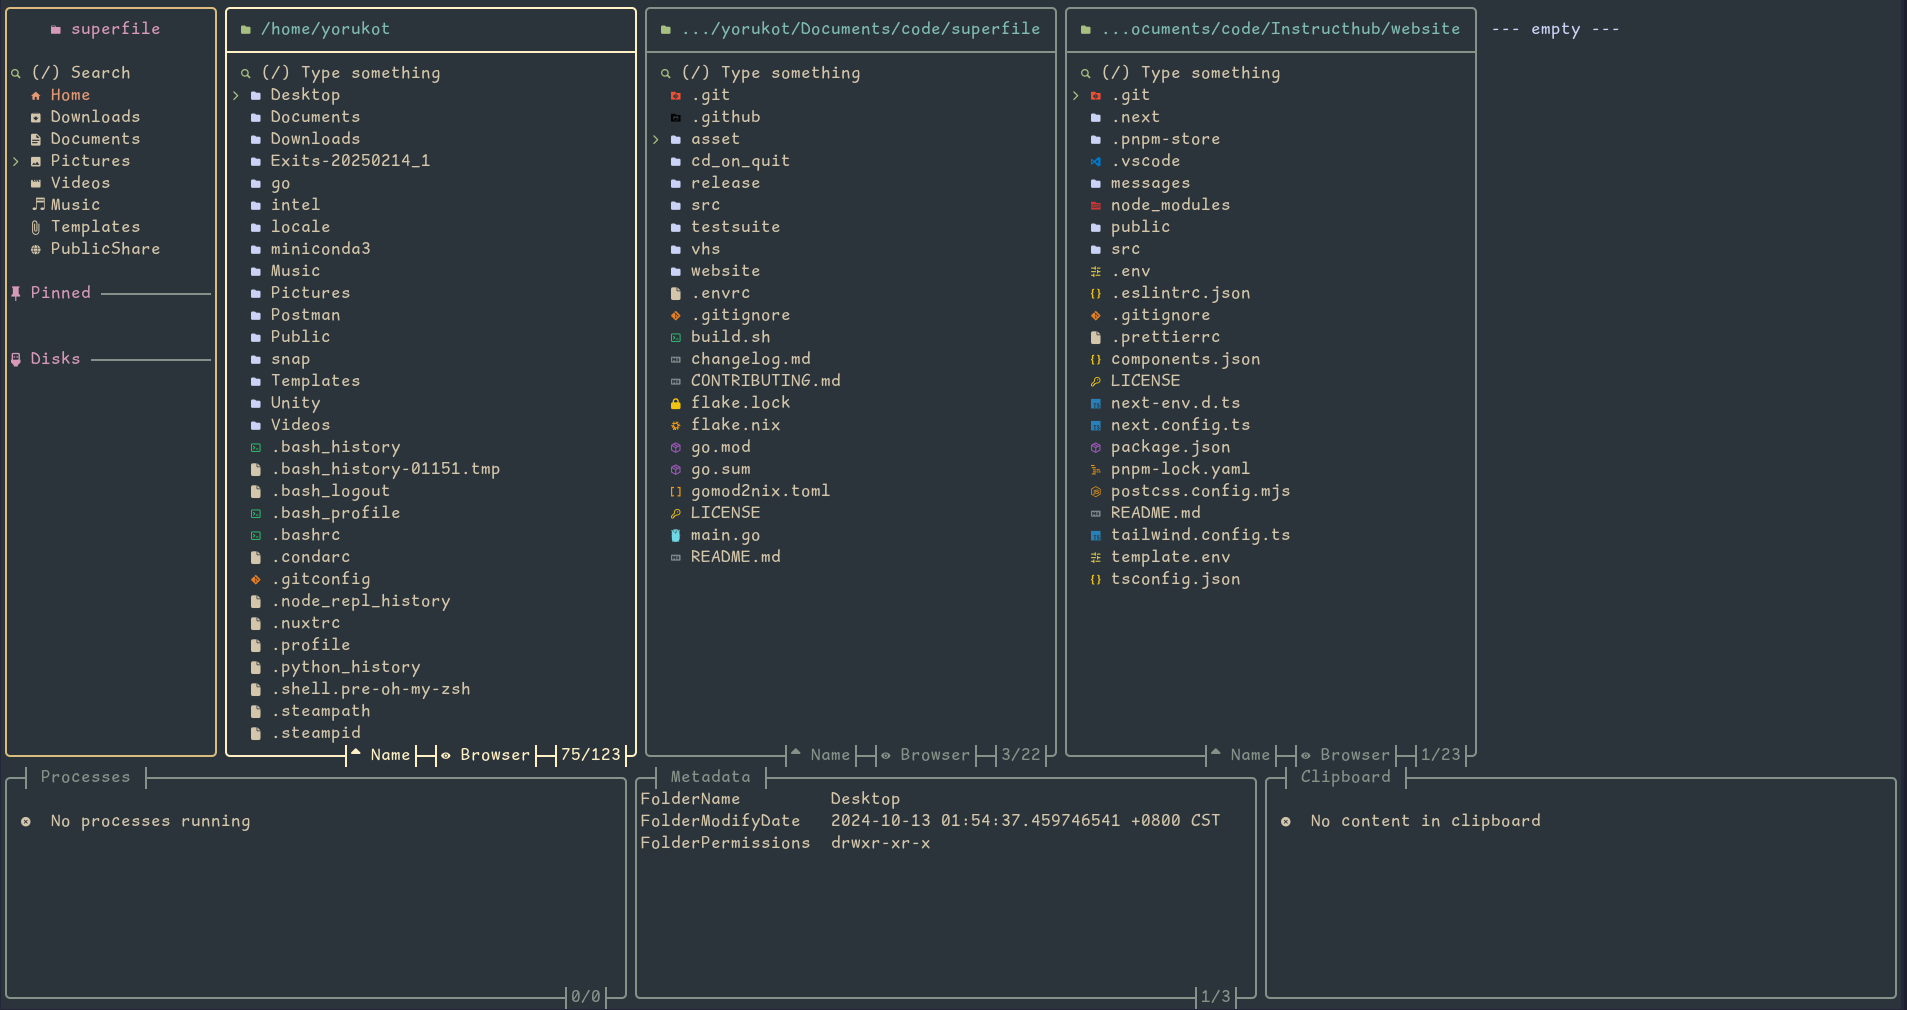 superfile
(/) Search
Home
Downloads
Documents
Pictures
Videos
Music
Templates
PublicShare
Pinned
Disks
/home/yorukot
(/) Type something
Desktop
Documents
Downloads
Exits-20250214_1
go
intel
locale
miniconda3
Music
Pictures
Postman
Public
snap
Templates
Unity
Videos
.bash_history
.bash_history-01151.tmp
.bash_logout
.bash_profile
.bashrc
.condarc
.gitconfig
.node_repl_history
.nuxtrc
.profile
.python_history
.shell.pre-oh-my-zsh
.steampath
.steampid
Name Browser 75/123
.../yorukot/Documents/code/superfile
(/) Type something
.git
.github
asset
cd_on_quit
release
src
testsuite
vhs
website
.envrc
.gitignore
build.sh
changelog.md
CONTRIBUTING.md
flake.lock
flake.nix
go.mod
go.sum
gomod2nix.toml
LICENSE
main.go
README.md
Name Browser 3/22
...ocuments/code/Instructhub/website
(/) Type something
.git
.next
.pnpm-store
.vscode
messages
node_modules
public
src
.env
.eslintrc.json
.gitignore
.prettierrc
components.json
LICENSE
next-env.d.ts
next.config.ts
package.json
pnpm-lock.yaml
postcss.config.mjs
README.md
tailwind.config.ts
template.env
tsconfig.json
Name Browser 1/23
--- empty ---
Processes
No processes running
0/0
Metadata
FolderName Desktop
FolderModifyDate 2024-10-13 01:54:37.459746541 +0800 CST
FolderPermissions drwxr-xr-x
1/3
Clipboard
No content in clipboard